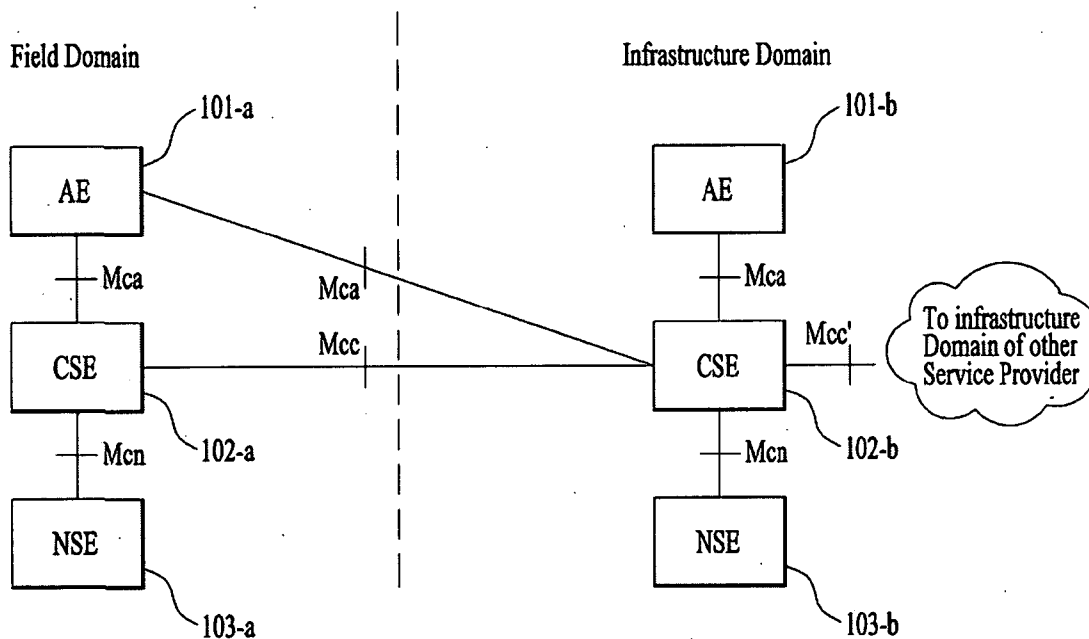 Field Domain
Infrastructure Domain
101-a
101-b
AE
AE
Mca
Mca
Mca
Mcc
Mcc'
CSE
CSE
To infrastructure
Domain of other
Service Provider
102-a
102-b
Mcn
Mcn
NSE
NSE
103-a
103-b